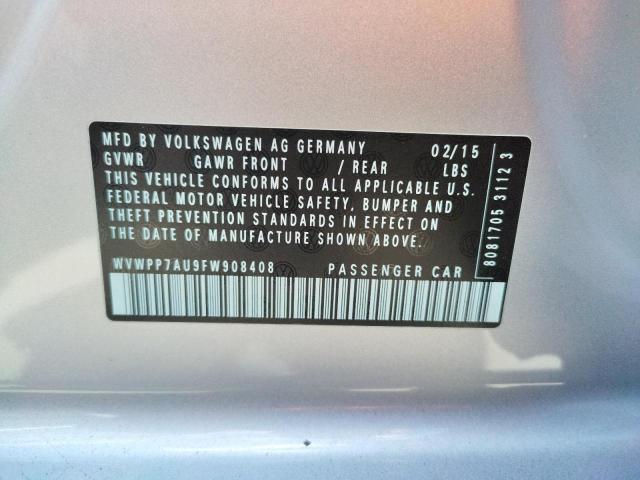 MFD BY VOLKSWAGEN AG GERMANY 02/15
GVWR GAWR FRONT / REAR LBS
THIS VEHICLE CONFORMS TO ALL APPLICABLE U.S.
FEDERAL MOTOR VEHICLE SAFETY, BUMPER AND
THEFT PREVENTION STANDARDS IN EFFECT ON
THE DATE OF MANUFACTURE SHOWN ABOVE.
WVWPP7AU9FW908408 PASSENGER CAR
8081705 3112 3